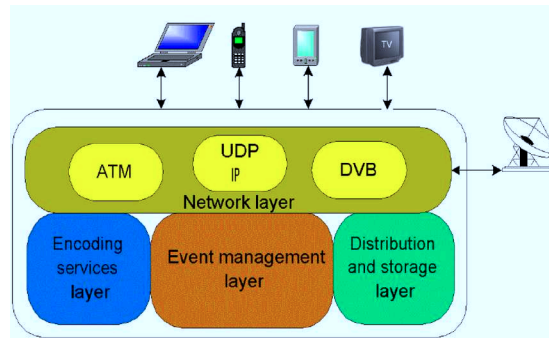 TV
ATM
UDP
IP
DVB
Network layer
Encoding
services
layer
Event management
layer
Distribution
and storage
layer